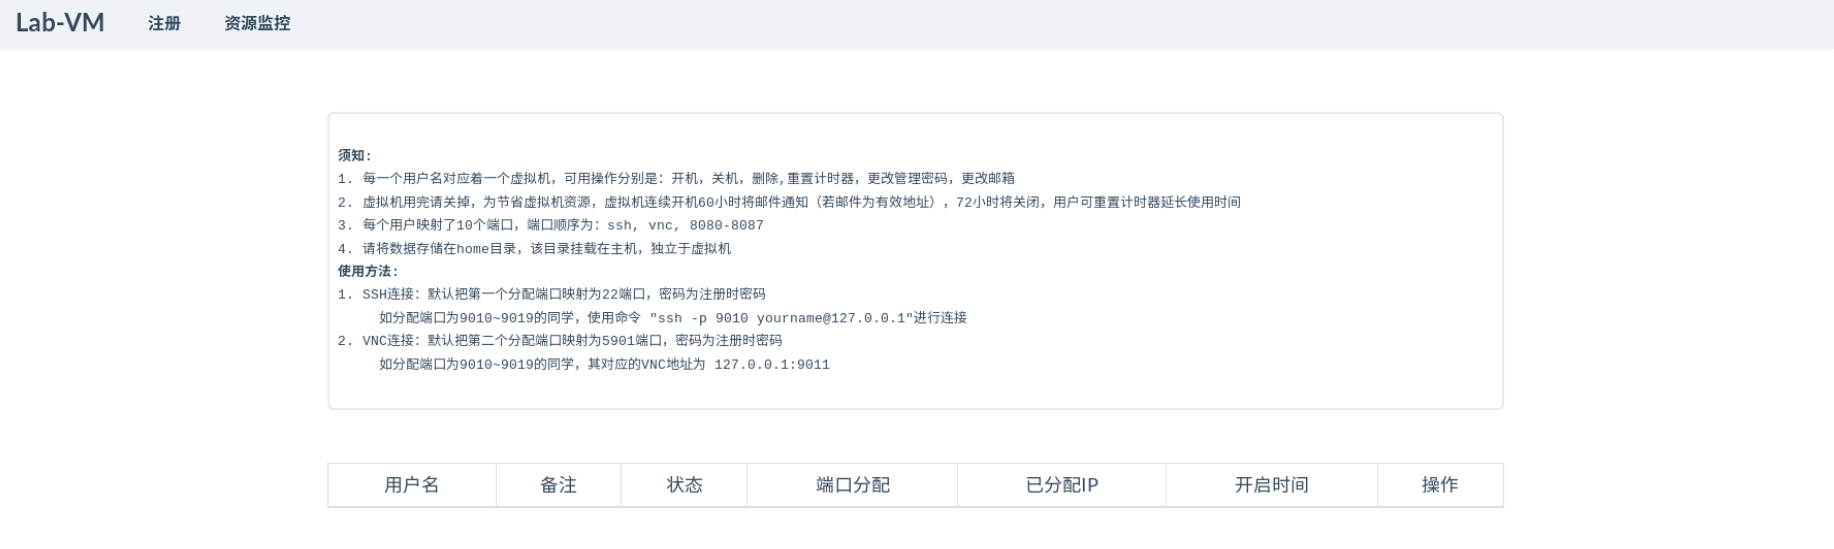 Lab-VM 注册 资源监控
须知:
1. 每一个用户名对应着一个虚拟机，可用操作分别是：开机，关机，删除,重置计时器，更改管理密码，更改邮箱
2. 虚拟机用完请关掉，为节省虚拟机资源，虚拟机连续开机60小时将邮件通知（若邮件为有效地址），72小时将关闭，用户可重置计时器延长使用时间
3. 每个用户映射了10个端口，端口顺序为：ssh, vnc, 8080-8087
4. 请将数据存储在home目录，该目录挂载在主机，独立于虚拟机
使用方法:
1. SSH连接：默认把第一个分配端口映射为22端口，密码为注册时密码
如分配端口为9010~9019的同学，使用命令 "ssh -p 9010 yourname@127.0.0.1"进行连接
2. VNC连接：默认把第二个分配端口映射为5901端口，密码为注册时密码
如分配端口为9010~9019的同学，其对应的VNC地址为 127.0.0.1:9011
用户名 备注 状态 端口分配 已分配IP 开启时间 操作